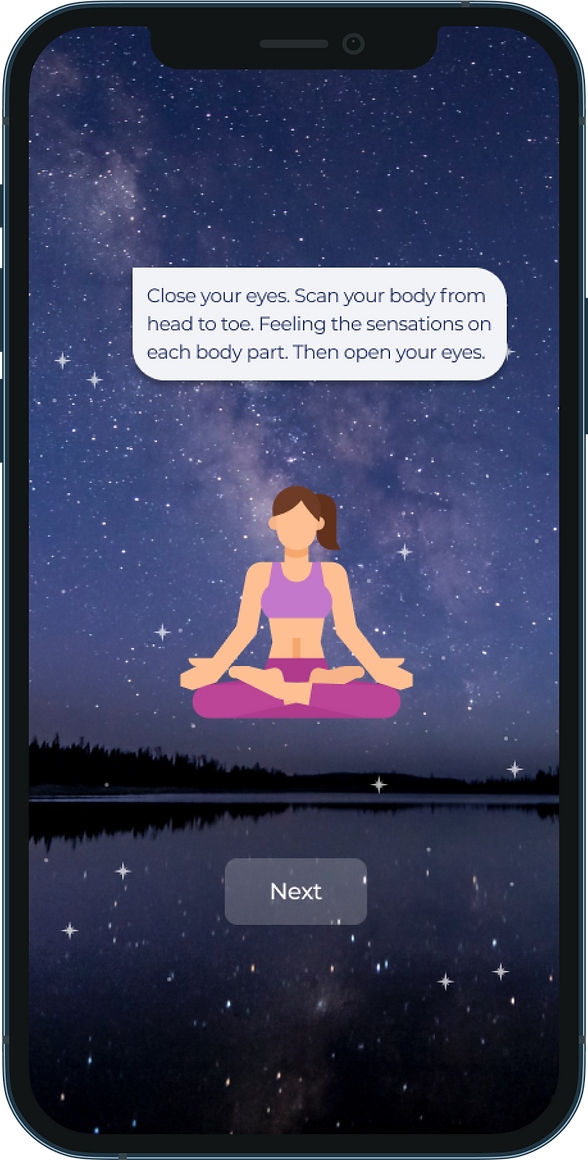 Close your eyes. Scan your body from
head to toe. Feeling the sensations on
each body part. Then open your eyes.
Next